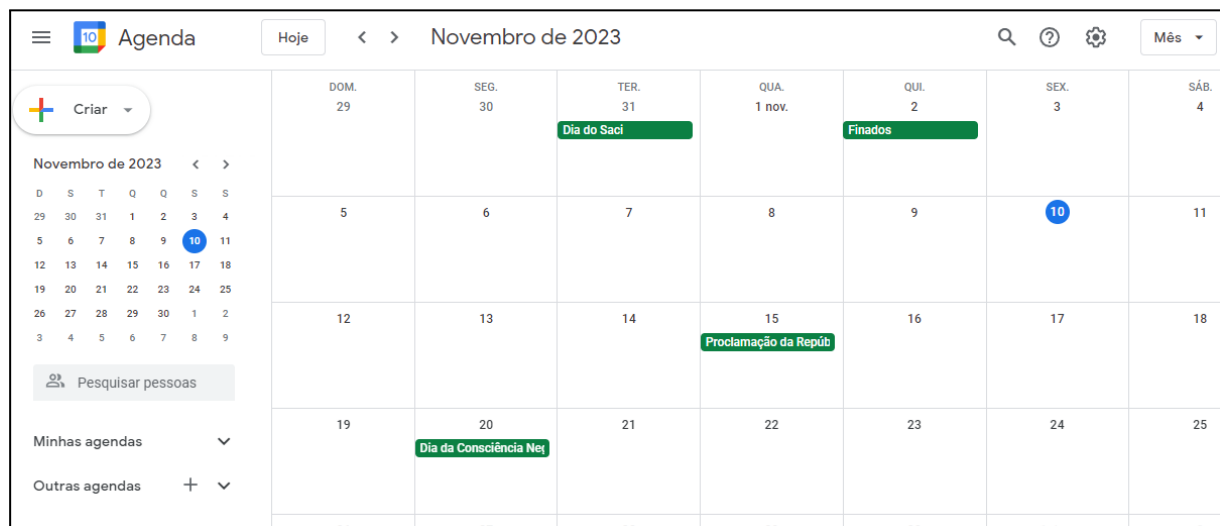 10 Agenda Hoje Novembro de 2023 Mês
Criar
Novembro de 2023
D S T Q Q S S
29 30 31 1 2 3 4
5 6 7 8 9 10 11
12 13 14 15 16 17 18
19 20 21 22 23 24 25
26 27 28 29 30 1 2
3 4 5 6 7 8 9
Pesquisar pessoas
Minhas agendas
Outras agendas
DOM. SEG. TER. QUA. QUI. SEX. SÁB.
29 30 31 1 nov. 2 3 4
Dia do Saci Finados
5 6 7 8 9 10 11
12 13 14 15 16 17 18
Proclamação da Repúb
19 20 21 22 23 24 25
Dia da Consciência Neg